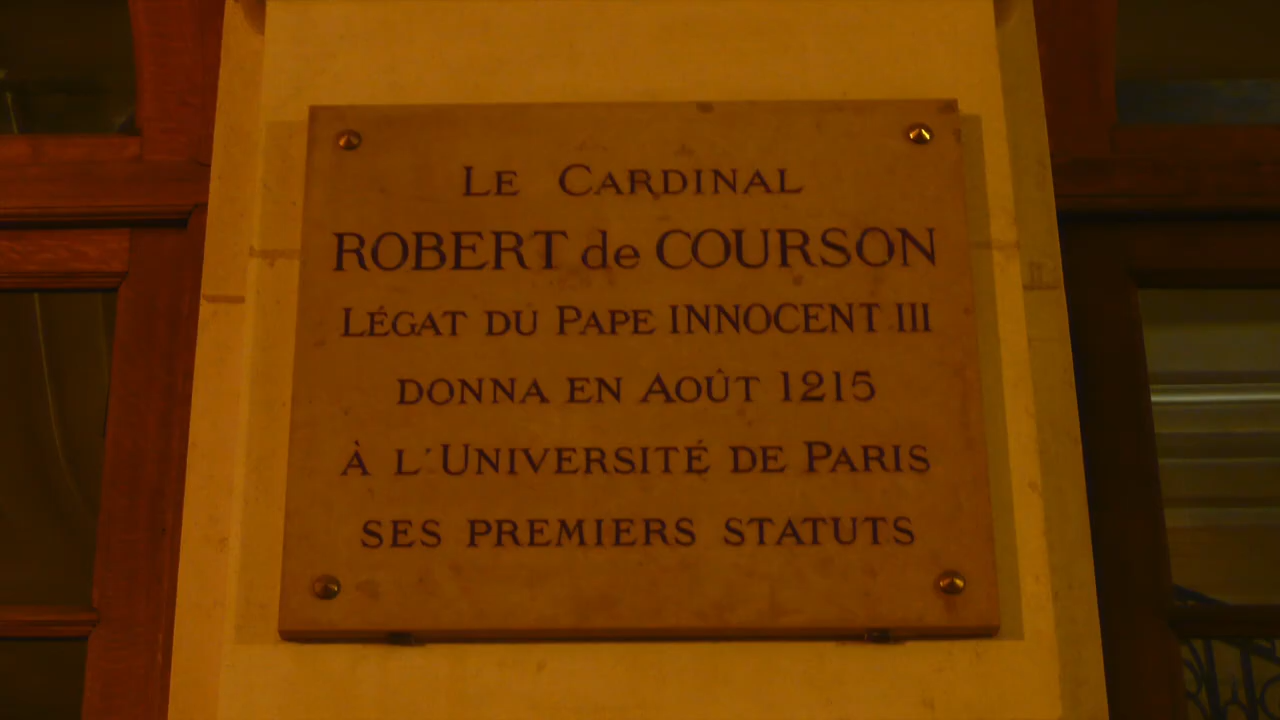 LE CARDINAL
ROBERT de COURSON
LÉGAT DU PAPE INNOCENT III
DONNA EN AOÛT 1215
À L'UNIVERSITÉ DE PARIS
SES PREMIERS STATUTS